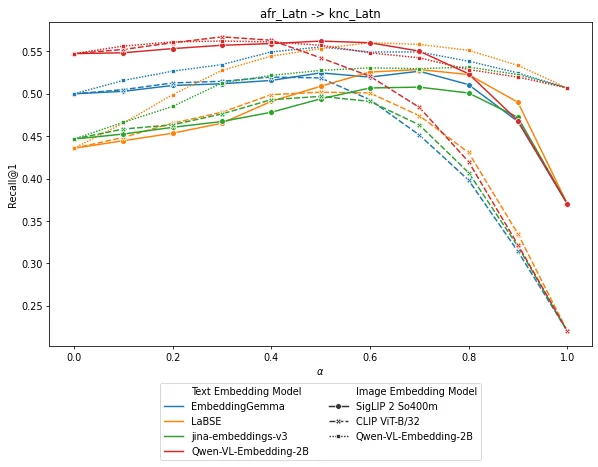 afr_Latn -> knc_Latn
Recall@1
0.55
0.50
0.45
0.40
0.35
0.30
0.25
0.0 0.2 0.4 0.6 0.8 1.0
α
Text Embedding Model Image Embedding Model
EmbeddingGemma SigLIP 2 So400m
LaBSE CLIP ViT-B/32
jina-embeddings-v3 Qwen-VL-Embedding-2B
Qwen-VL-Embedding-2B